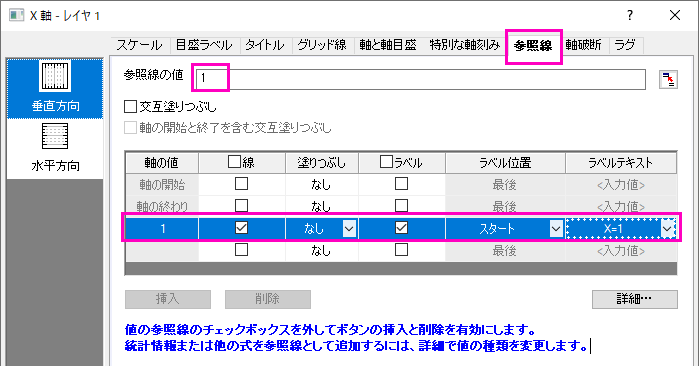 X 軸 - レイヤ 1
スケール 目盛ラベル タイトル グリッド線 軸と軸目盛 特別な軸刻み 参照線 軸破断 ラグ
垂直方向
水平方向
参照線の値 1
交互塗りつぶし
軸の開始と終了を含む交互塗りつぶし
軸の値 線 塗りつぶし ラベル ラベル位置 ラベルテキスト
軸の開始 なし 最後 <入力値>
軸の終わり なし 最後 <入力値>
1 なし スタート X=1
なし 最後 <入力値>
挿入 削除 詳細...
値の参照線のチェックボックスを外してボタンの挿入と削除を有効にします。
統計情報または他の式を参照線として追加するには、詳細で値の種類を変更します。